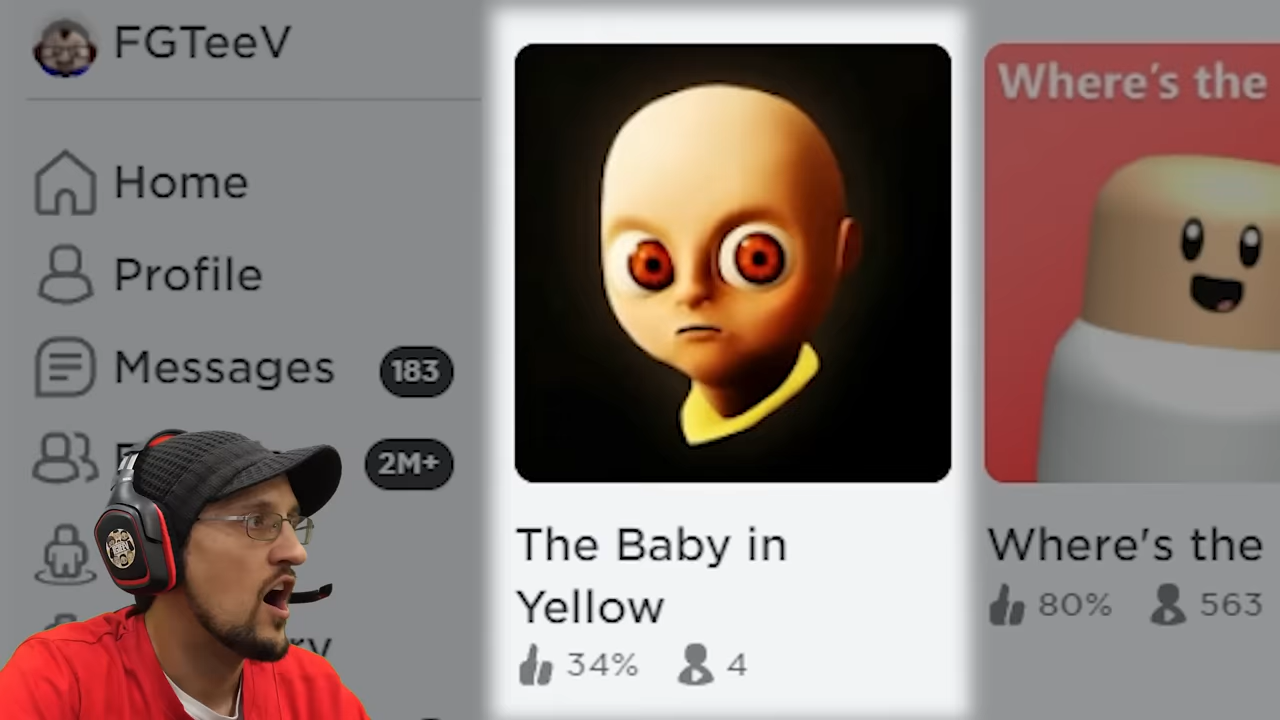 FGTeeV
Home
Profile
Messages 183
2M+
The Baby in
Yellow
34% 4
Where's the
Where's the
80% 563